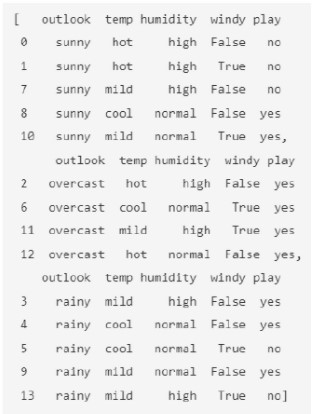 [ outlook temp humidity windy play
0 sunny hot high False no
1 sunny hot high True no
7 sunny mild high False no
8 sunny cool normal False yes
10 sunny mild normal True yes,
outlook temp humidity windy play
2 overcast hot high False yes
6 overcast cool normal True yes
11 overcast mild high True yes
12 overcast hot normal False yes,
outlook temp humidity windy play
3 rainy mild high False yes
4 rainy cool normal False yes
5 rainy cool normal True no
9 rainy mild normal False yes
13 rainy mild high True no]